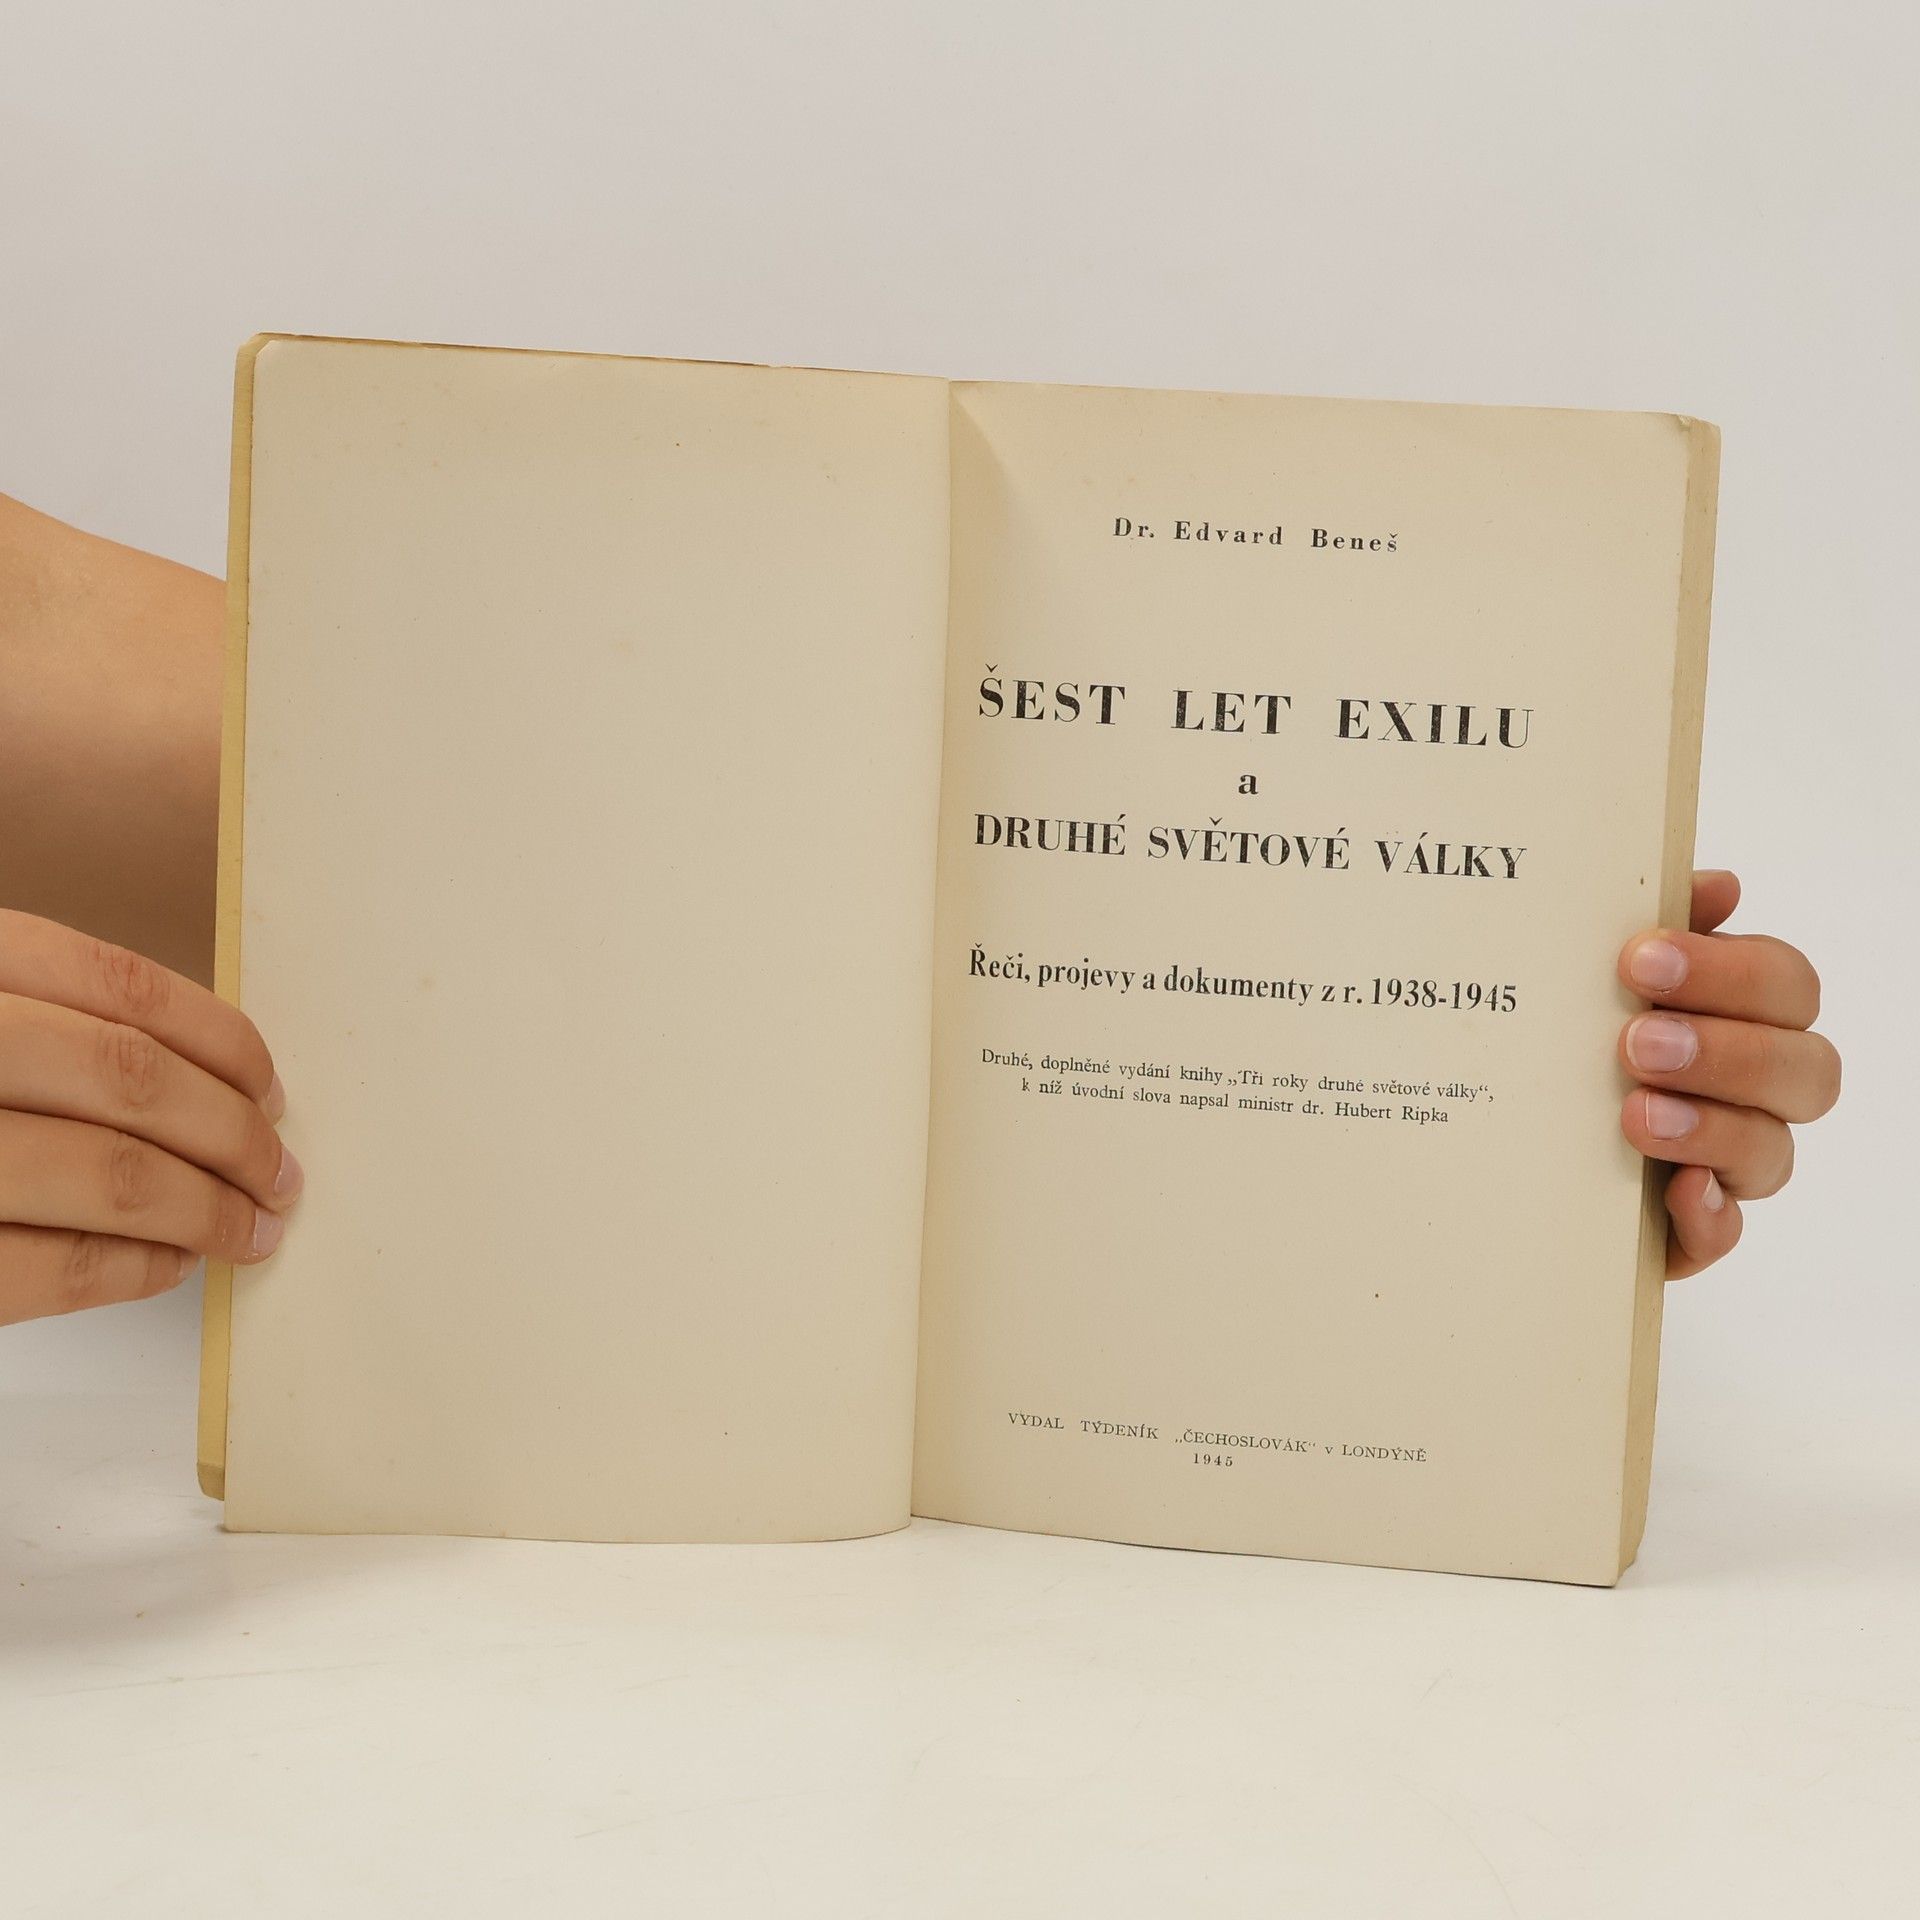 Dr. Edvard Beneš
ŠEST LET EXILU
a
DRUHÉ SVĚTOVÉ VÁLKY
Řeči, projevy a dokumenty z r. 1938-1945
Druhé, doplněné vydání knihy „Tři roky druhé světové války“,
k níž úvodní slova napsal ministr dr. Hubert Ripka
VYDAL TÝDENÍK „ČECHOSLOVÁK“ v LONDÝNĚ
1945